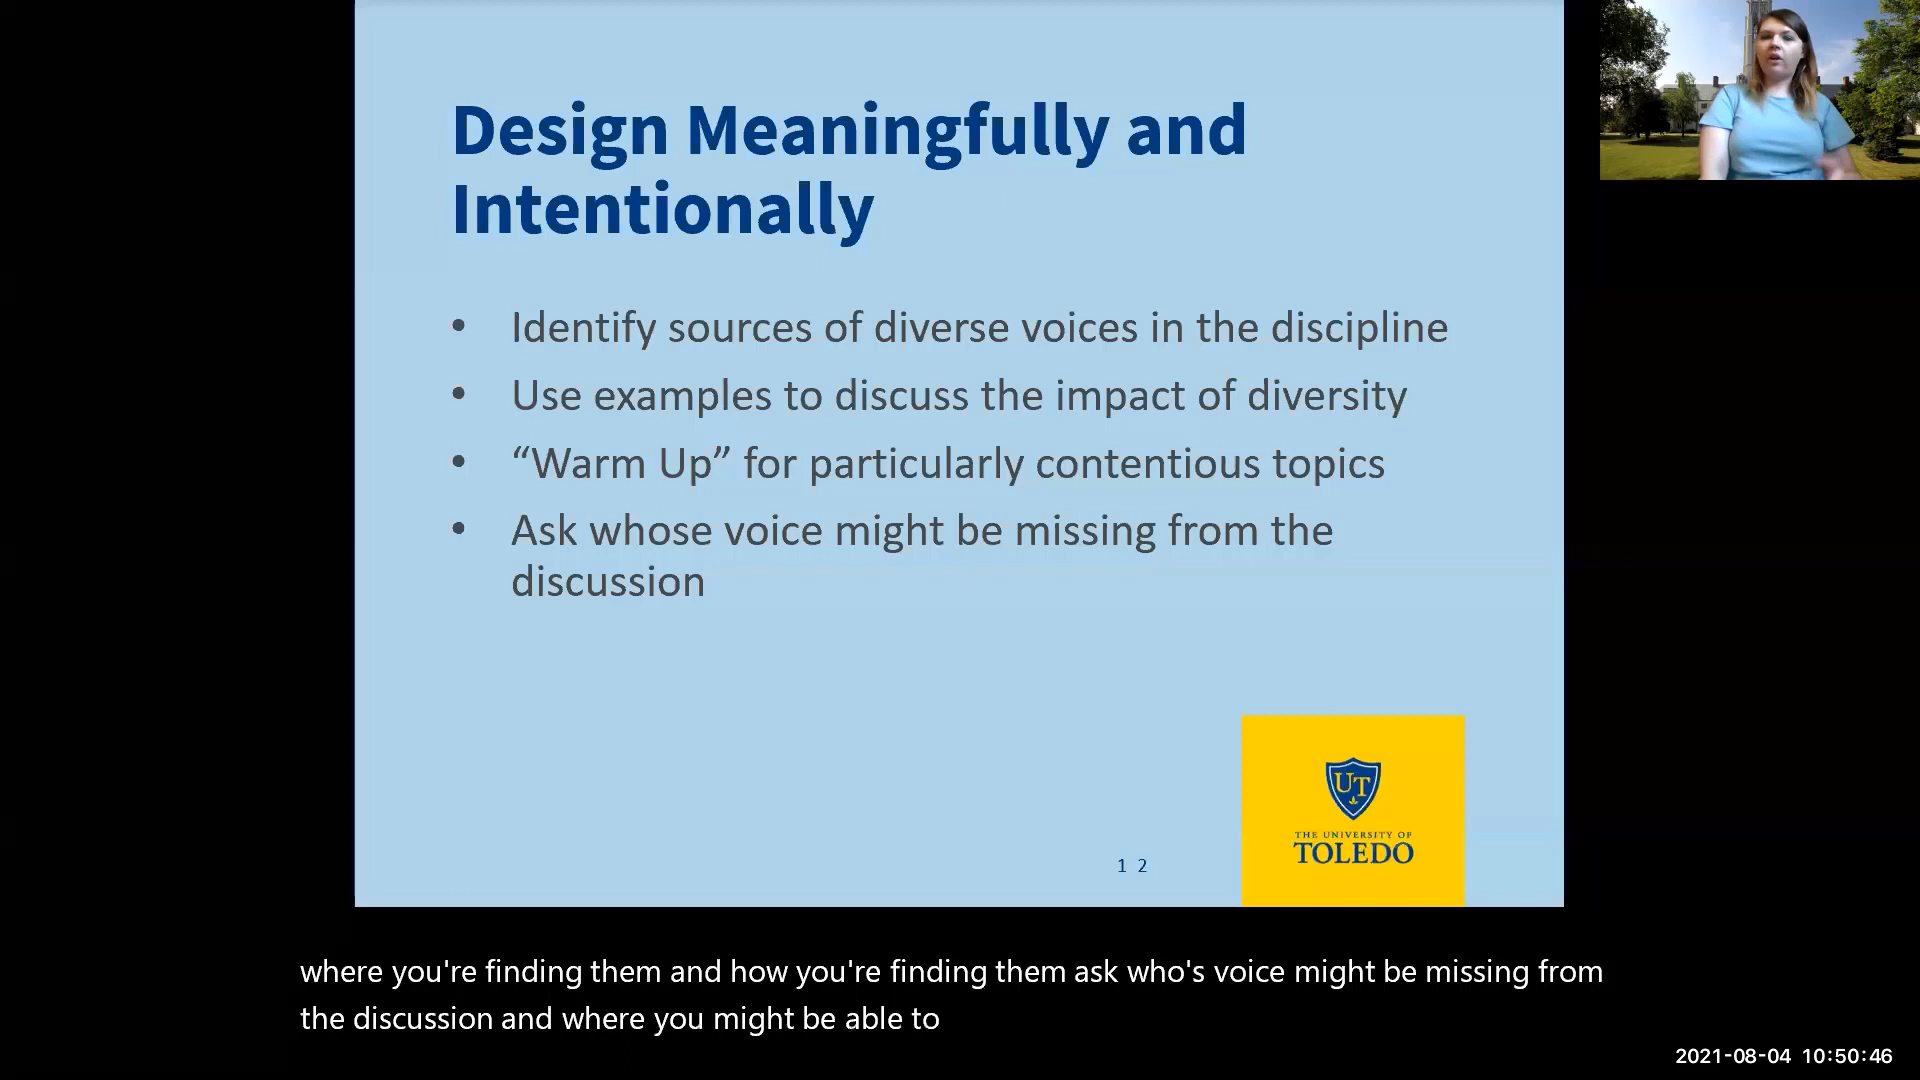 Design Meaningfully and
Intentionally
• Identify sources of diverse voices in the discipline
• Use examples to discuss the impact of diversity
• “Warm Up” for particularly contentious topics
• Ask whose voice might be missing from the
discussion
UT
THE UNIVERSITY OF
TOLEDO
12
where you're finding them and how you're finding them ask who's voice might be missing from
the discussion and where you might be able to
2021-08-04 10:50:46